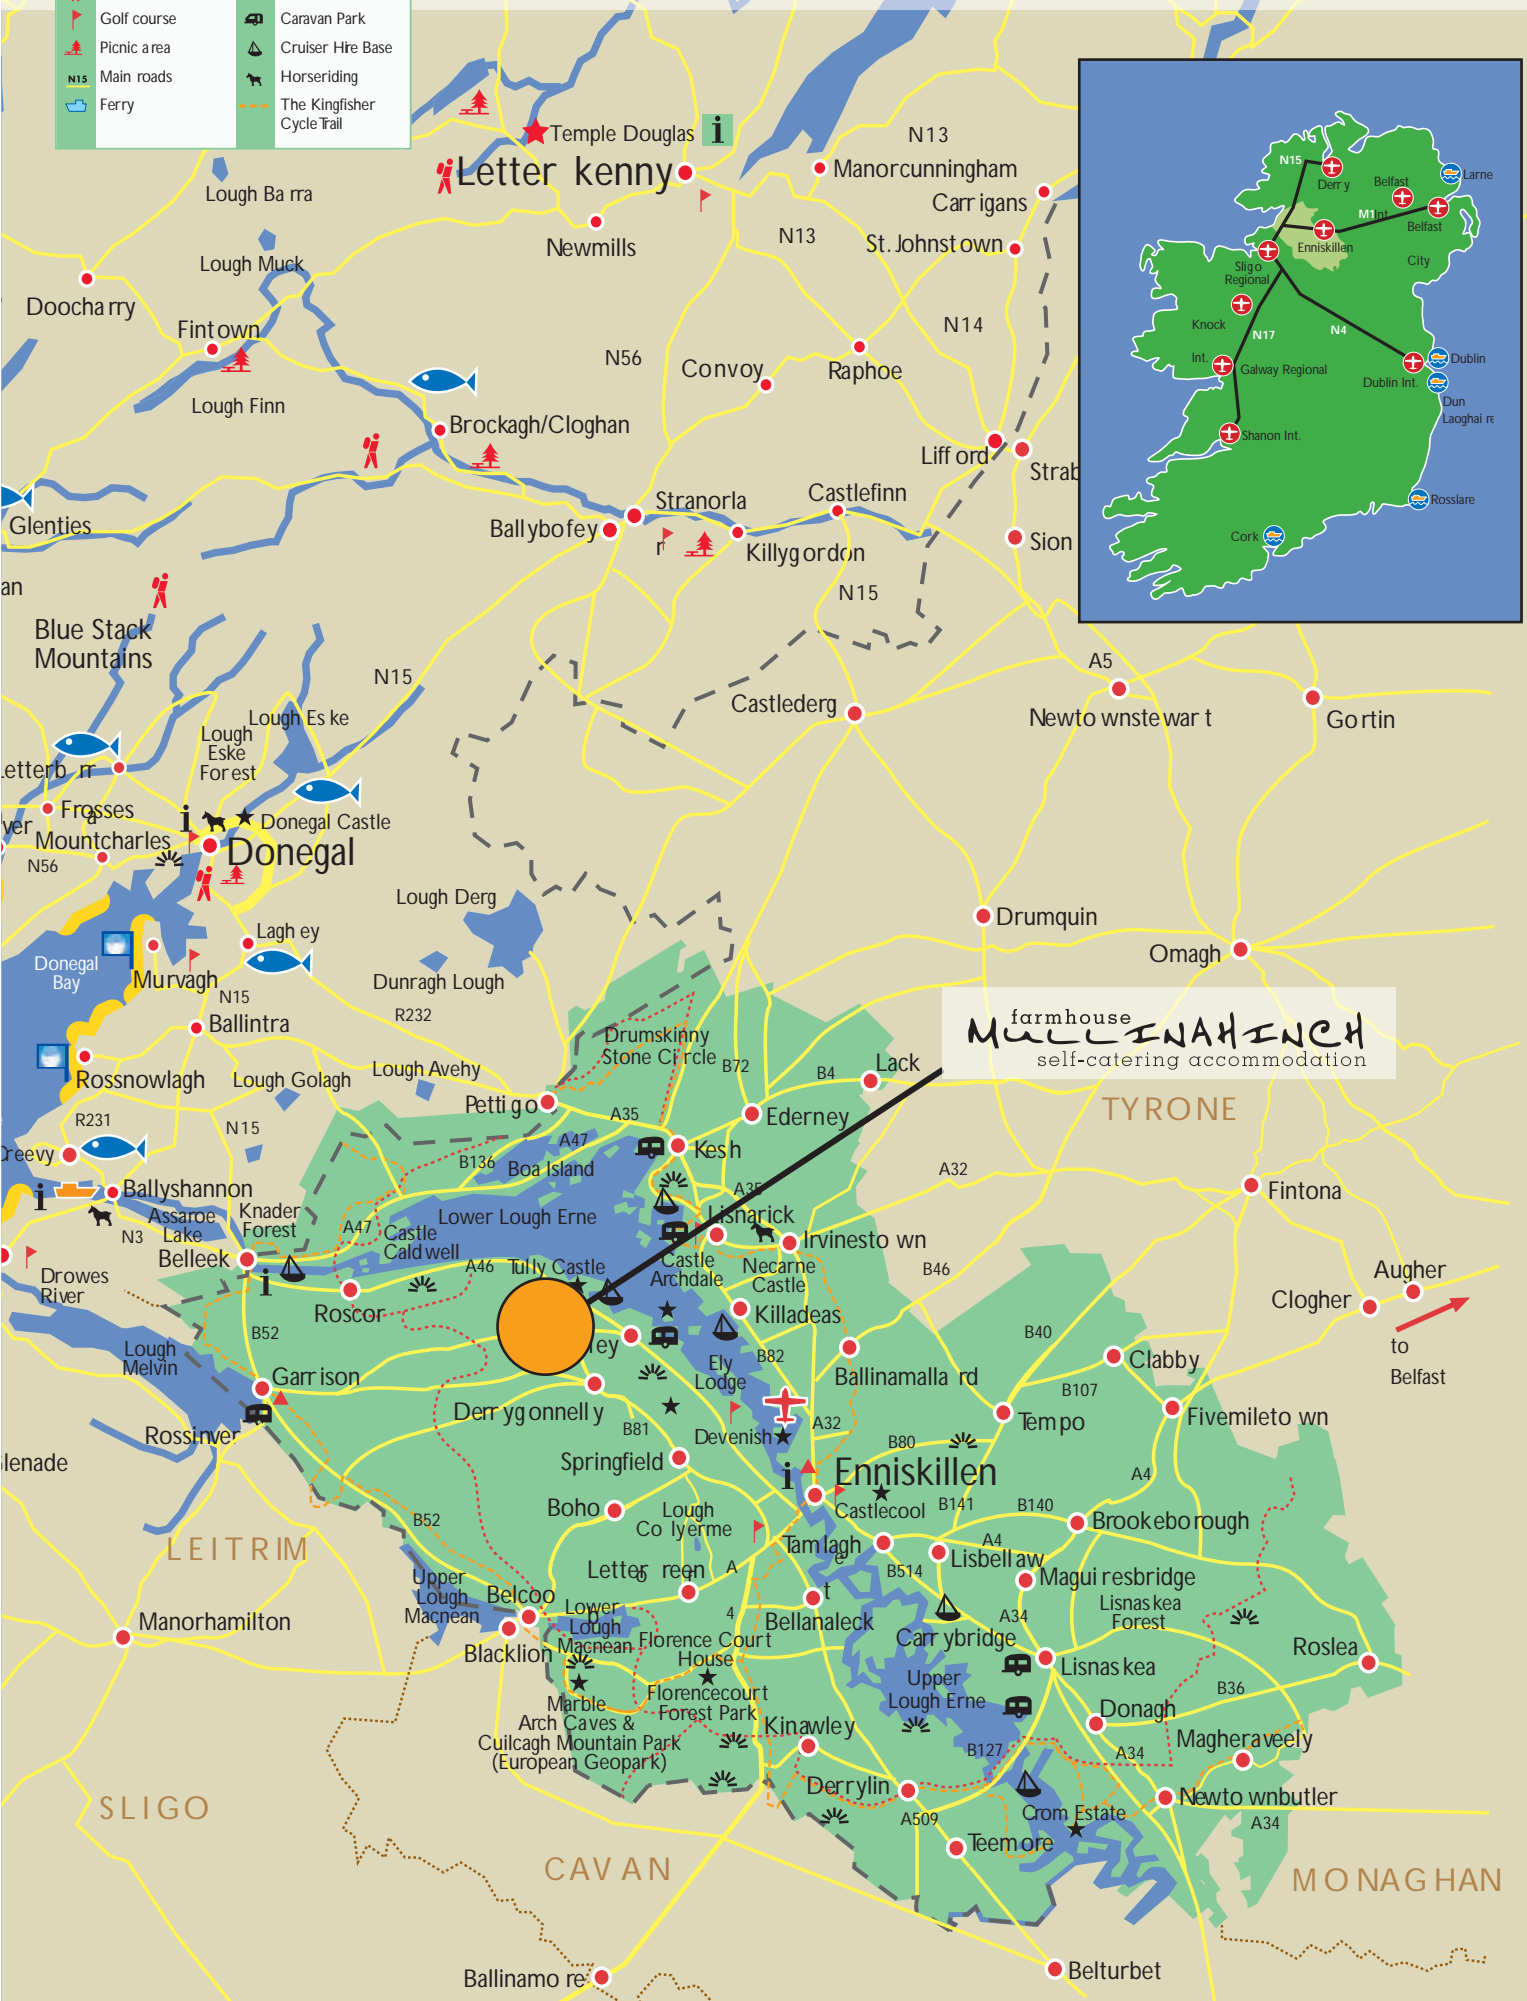 Golf course
Picnic area
N15 Main roads
Ferry
Caravan Park
Cruiser Hire Base
Horseriding
The Kingfisher
Cycle Trail
Temple Douglas
i
Letter kenny
N13
Manorcunningham
Carrigans
Lough Barra
Newmills
N13
St.Johnstown
Lough Muck
Doocharry
Fintown
N14
N56
Convoy
Raphoe
Lough Finn
Brockagh/Cloghan
Lifford
Strab
Glenties
Stranorla
r
Castlefinn
Ballybofey
Killygordon
Sion
an
N15
Blue Stack
Mountains
N15
A5
Castlederg
Newtownstewart
Gortin
Lough Eske
Lough
Eske
Forest
Letterb rr
a
Frosses
ver
Mountcharles
i
Donegal Castle
N56
Donegal
Lough Derg
Drumquin
Laghey
Omagh
Donegal
Bay
Murvagh
Dunragh Lough
N15
R232
Ballintra
farmhouse
MULLINAHINCH
self-catering accommodation
Drumskinny
Stone Circle
B72
B4
Lack
Rossnowlagh
Lough Golagh
Lough Avehy
Pettigo
A35
Ederney
TYRONE
R231
N15
Creevy
A47
Kesh
B136
Boa Island
A32
i
Ballyshannon
A35
Fintona
Assaroe
Lake
Knader
Forest
Lower Lough Erne
Lisnarick
N3
A47
Castle
Caldwell
Irvinestown
Belleek
i
Castle
Archdale
Necarne
Castle
A46
Tully Castle
B46
Drowes
River
Roscor
Augher
Clogher
Killadeas
to
Belfast
B52
ey
B40
Lough
Melvin
Ely
Lodge
B82
Clabby
Garrison
Ballinamallard
B107
Derrygonnelly
Tempo
Fivemiletown
B81
Devenish
A32
Rossinver
B80
lenade
Springfield
i
Enniskillen
A4
Boho
Castlecool
B141
B140
Lough
Colyerme
B52
Brookeborough
LEITRIM
Tamlagh
e
t
A4
Lisbellaw
B514
Letter reen
o r
A
4
Maguiresbridge
Upper
Lough
Macnean
Belcoo
p
Lower
Lough
Macnean
Bellanaleck
A34
Lisnaskea
Forest
Manorhamilton
Blacklion
Florence Court
House
Carrybridge
Roslea
Lisnaskea
Florencecourt
Forest Park
Upper
Lough Erne
B36
Marble
Arch Caves &
Cuilcagh Mountain Park
(European Geopark)
Kinawley
Donagh
Magheraveely
B127
A34
Derrylin
Newtownbutler
SLIGO
Crom Estate
A509
A34
Teemore
CAVAN
MONAGHAN
Ballinamore
Belturbet
N15
Derry
Belfast
Int.
Larne
M1
Belfast
City
Enniskillen
Sligo
Regional
Knock
Int.
N17
N4
Galway Regional
Dublin
Dublin Int.
Dun
Laoghaire
Shanon Int.
Rosslare
Cork